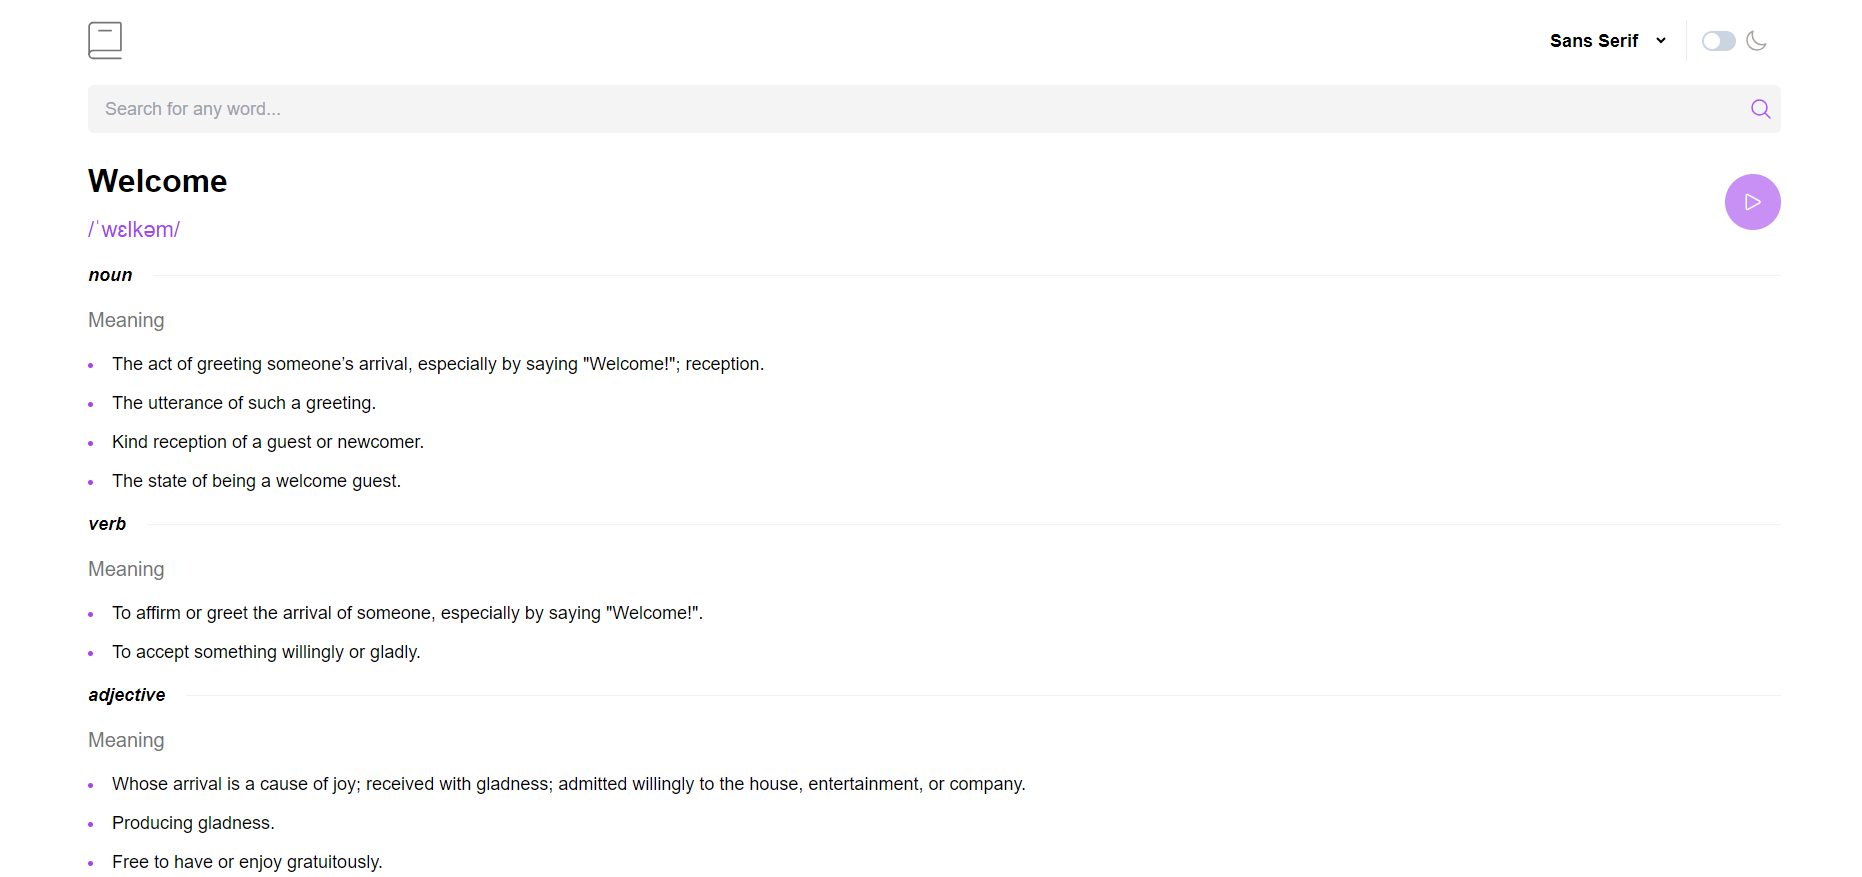 Sans Serif
Search for any word...
Welcome
/ˈwɛlkəm/
noun
Meaning
The act of greeting someone’s arrival, especially by saying "Welcome!"; reception.
The utterance of such a greeting.
Kind reception of a guest or newcomer.
The state of being a welcome guest.
verb
Meaning
To affirm or greet the arrival of someone, especially by saying "Welcome!".
To accept something willingly or gladly.
adjective
Meaning
Whose arrival is a cause of joy; received with gladness; admitted willingly to the house, entertainment, or company.
Producing gladness.
Free to have or enjoy gratuitously.